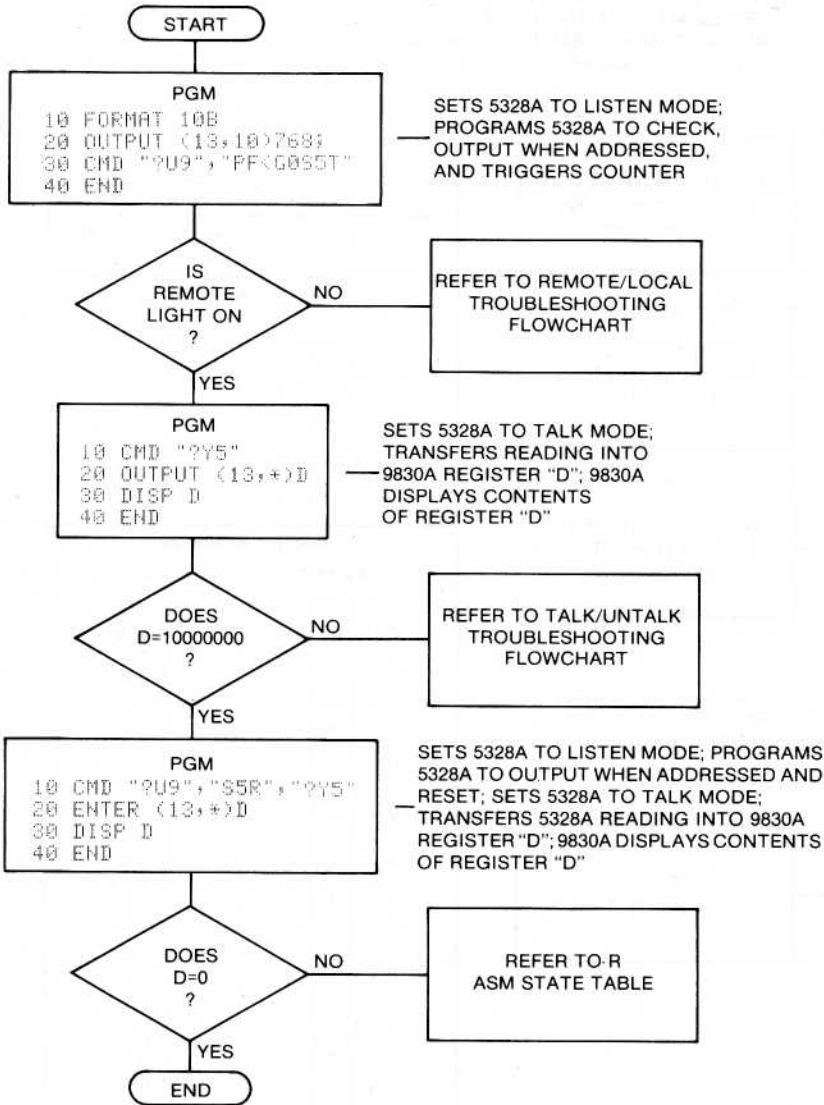 START
PGM
10 FORMAT 10B
20 OUTPUT (13,10)768;
30 CMD "?U9","PF<G0S5T"
40 END
SETS 5328A TO LISTEN MODE;
PROGRAMS 5328A TO CHECK,
OUTPUT WHEN ADDRESSED,
AND TRIGGERS COUNTER
IS
REMOTE
LIGHT ON
?
NO
REFER TO REMOTE/LOCAL
TROUBLESHOOTING
FLOWCHART
YES
PGM
10 CMD "?Y5"
20 OUTPUT (13,*)D
30 DISP D
40 END
SETS 5328A TO TALK MODE;
TRANSFERS READING INTO
9830A REGISTER "D"; 9830A
DISPLAYS CONTENTS
OF REGISTER "D"
DOES
D=10000000
?
NO
REFER TO TALK/UNTALK
TROUBLESHOOTING
FLOWCHART
YES
PGM
10 CMD "?U9","S5R","?Y5"
20 ENTER (13,*)D
30 DISP D
40 END
SETS 5328A TO LISTEN MODE; PROGRAMS
5328A TO OUTPUT WHEN ADDRESSED AND
RESET; SETS 5328A TO TALK MODE;
TRANSFERS 5328A READING INTO 9830A
REGISTER "D"; 9830A DISPLAYS CONTENTS
OF REGISTER "D"
DOES
D=0
?
NO
REFER TO R
ASM STATE TABLE
YES
END